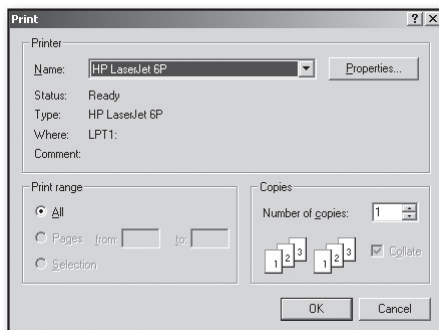 Print
Printer
Name: HP LaserJet 6P Properties...
Status: Ready
Type: HP LaserJet 6P
Where: LPT1:
Comment:
Print range
All
Pages from: to:
Selection
Copies
Number of copies: 1
1 2 3 1 2 3 Collate
OK Cancel